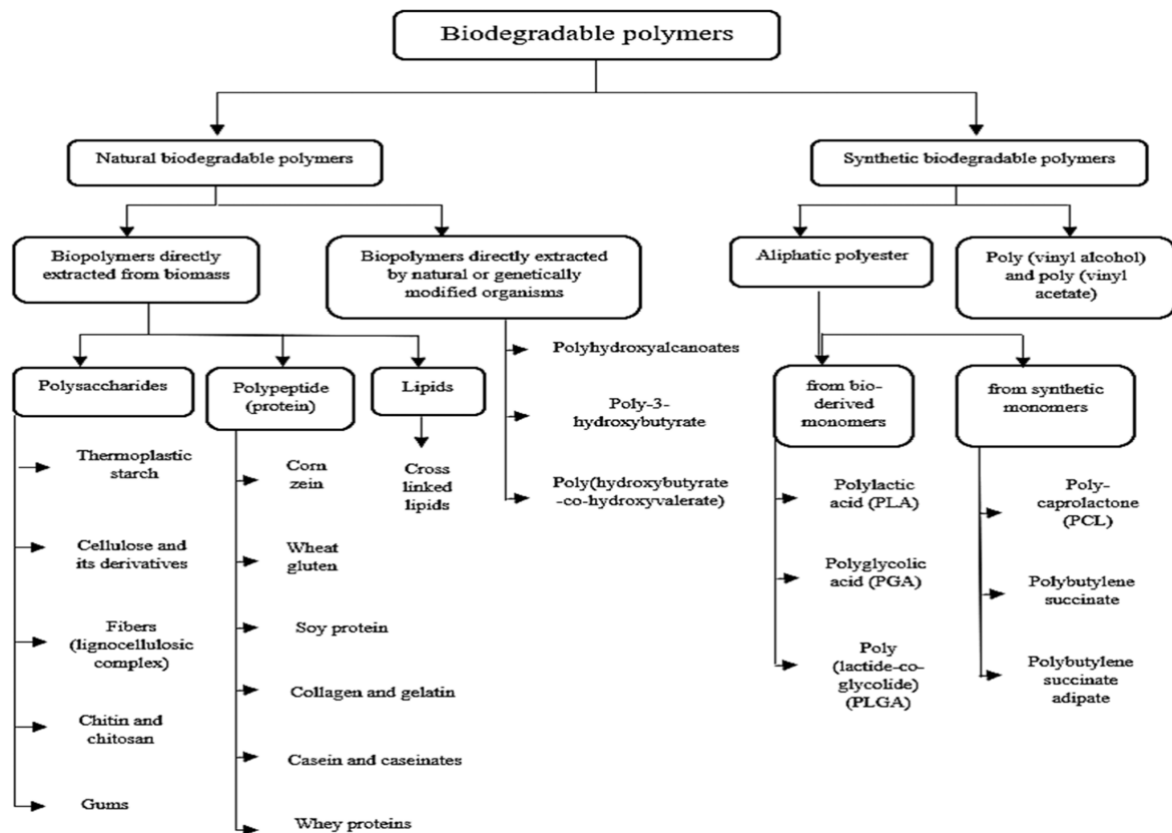 Biodegradable polymers
Natural biodegradable polymers
Synthetic biodegradable polymers
Biopolymers directly
extracted from biomass
Biopolymers directly extracted
by natural or genetically
modified organisms
Aliphatic polyester
Poly (vinyl alcohol)
and poly (vinyl
acetate)
Polysaccharides
Polypeptide
(protein)
Lipids
Polyhydroxyalcanoates
Poly-3-
hydroxybutyrate
Poly(hydroxybutyrate
-co-hydroxyvalerate)
from bio-
derived
monomers
from synthetic
monomers
Thermoplastic
starch
Cellulose and
its derivatives
Fibers
(lignocellulosic
complex)
Chitin and
chitosan
Gums
Corn
zein
Wheat
gluten
Soy protein
Collagen and gelatin
Casein and caseinates
Whey proteins
Cross
linked
lipids
Polylactic
acid (PLA)
Polyglycolic
acid (PGA)
Poly
(lactide-co-
glycolide)
(PLGA)
Poly-
caprolactone
(PCL)
Polybutylene
succinate
Polybutylene
succinate
adipate